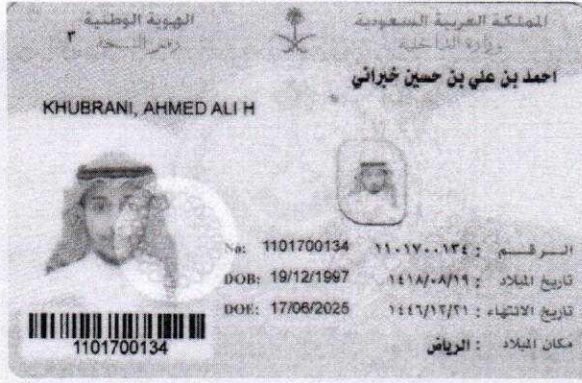 المملكة العربية السعودية
وزارة الداخلية
الهوية الوطنية
رقم النسخة ٣
احمد بن علي بن حسين خبراني
KHUBRANI, AHMED ALI H
No: 1101700134 الرقم : ١١٠١٧٠٠١٣٤
DOB: 19/12/1997 تاريخ الميلاد : ١٤١٨/٠٨/١٩
DOE: 17/06/2025 تاريخ الانتهاء : ١٤٤٦/١٢/٢١
مكان الميلاد : الرياض
1101700134